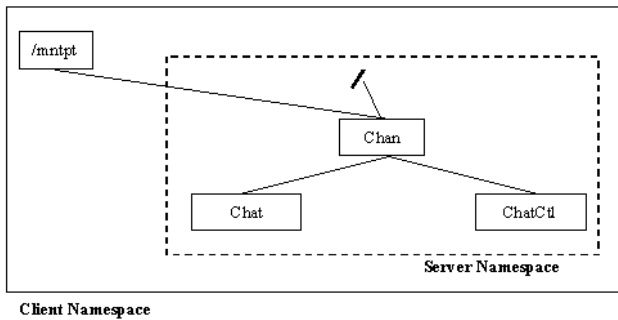 /mntpt
/
Chan
Chat
ChatCtl
Server Namespace
Client Namespace